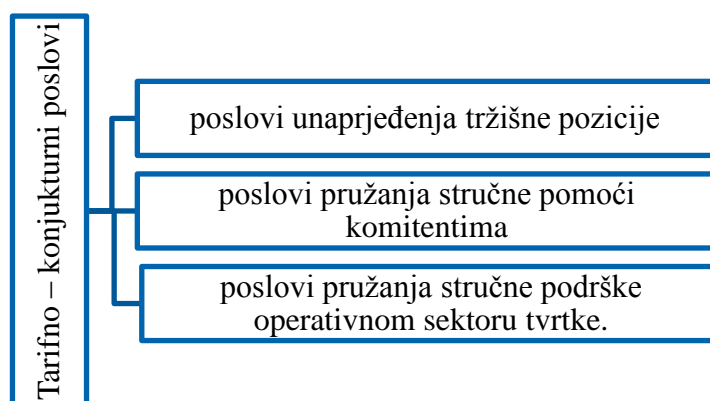 Tarifno – konjukturni poslovi
poslovi unaprjeđenja tržišne pozicije
poslovi pružanja stručne pomoći
komitentima
poslovi pružanja stručne podrške
operativnom sektoru tvrtke.